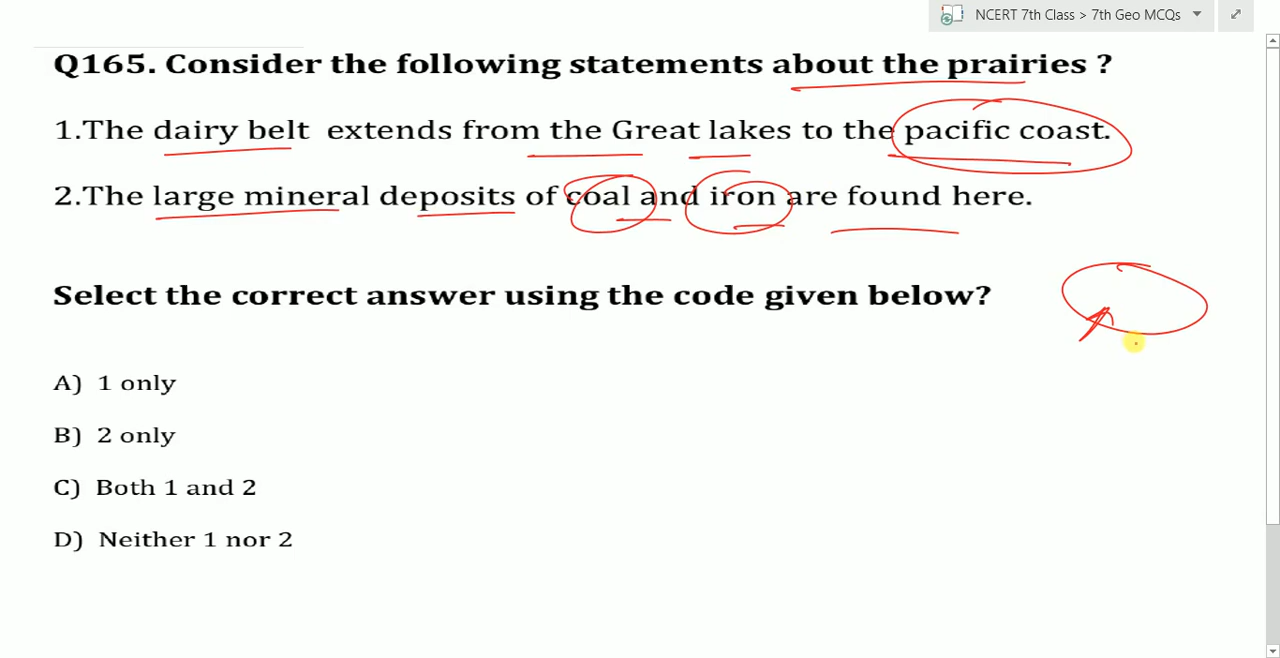 NCERT 7th Class > 7th Geo MCQs
Q165. Consider the following statements about the prairies ?
1.The dairy belt extends from the Great lakes to the pacific coast.
2.The large mineral deposits of coal and iron are found here.
Select the correct answer using the code given below?
A) 1 only
B) 2 only
C) Both 1 and 2
D) Neither 1 nor 2